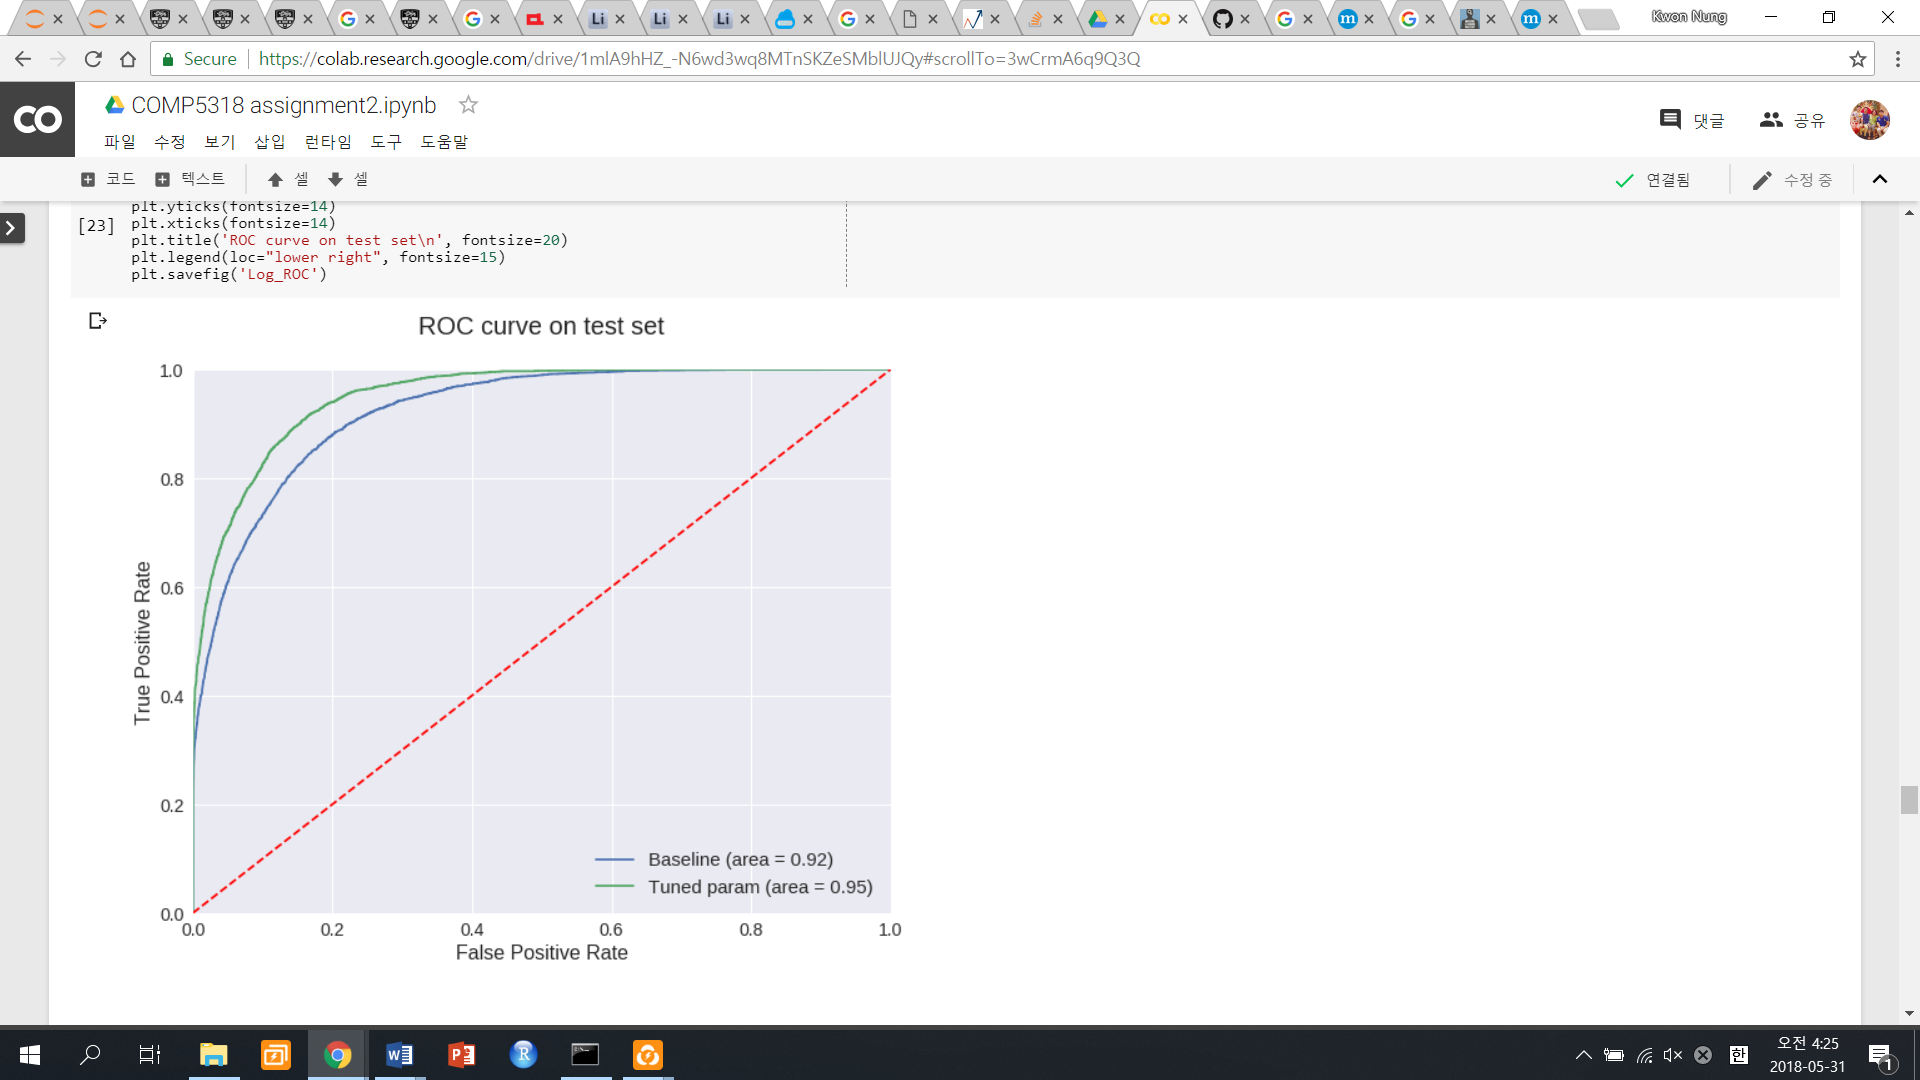 Kwon Nung
Secure https://colab.research.google.com/drive/1mlA9hHZ_-N6wd3wq8MTnSKZeSMblUJQy#scrollTo=3wCrmA6q9Q3Q
CO COMP5318 assignment2.ipynb
댓글 공유
파일 수정 보기 삽입 런타임 도구 도움말
코드 텍스트 셀 셀 연결됨 수정 중
plt.yticks(fontsize=14)
[23] plt.xticks(fontsize=14)
plt.title('ROC curve on test set\n', fontsize=20)
plt.legend(loc="lower right", fontsize=15)
plt.savefig('Log_ROC')
ROC curve on test set
1.0
0.8
0.6
0.4
0.2
0.0
True Positive Rate
Baseline (area = 0.92)
Tuned param (area = 0.95)
0.0 0.2 0.4 0.6 0.8 1.0
False Positive Rate
한
오전 4:25
2018-05-31
1